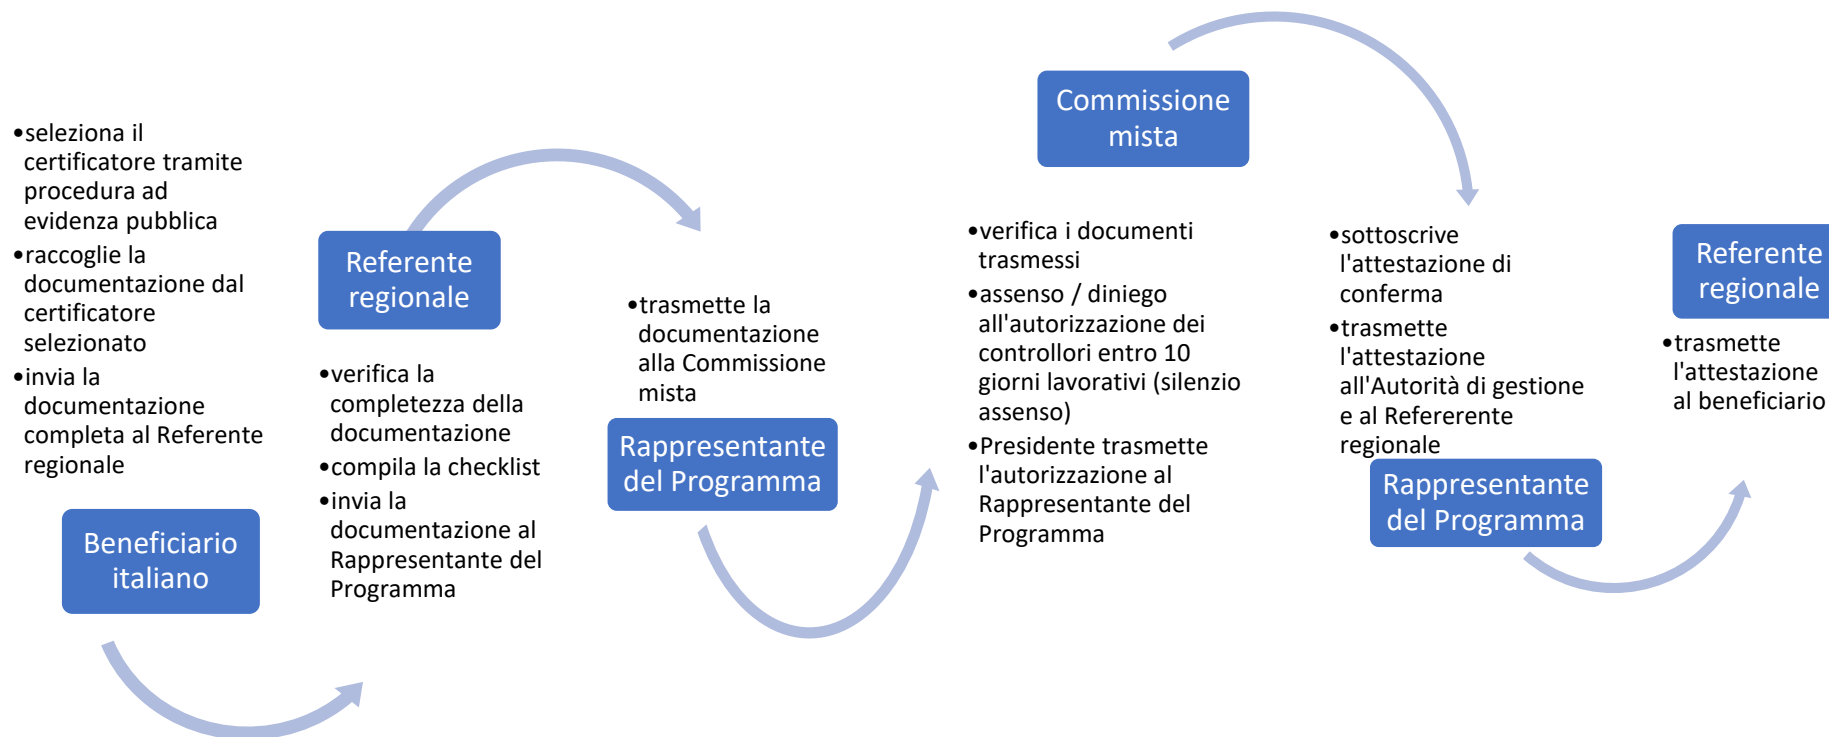 •seleziona il
certificatore tramite
procedura ad
evidenza pubblica
•raccoglie la
documentazione dal
certificatore
selezionato
•invia la
documentazione
completa al Referente
regionale
Beneficiario
italiano
Referente
regionale
•verifica la
completezza della
documentazione
•compila la checklist
•invia la
documentazione al
Rappresentante del
Programma
•trasmette la
documentazione
alla Commissione
mista
Rappresentante
del Programma
Commissione
mista
•verifica i documenti
trasmessi
•assenso / diniego
all'autorizzazione dei
controllori entro 10
giorni lavorativi (silenzio
assenso)
•Presidente trasmette
l'autorizzazione al
Rappresentante del
Programma
•sottoscrive
l'attestazione di
conferma
•trasmette
l'attestazione
all'Autorità di gestione
e al Refererente
regionale
Rappresentante
del Programma
Referente
regionale
•trasmette
l'attestazione
al beneficiario